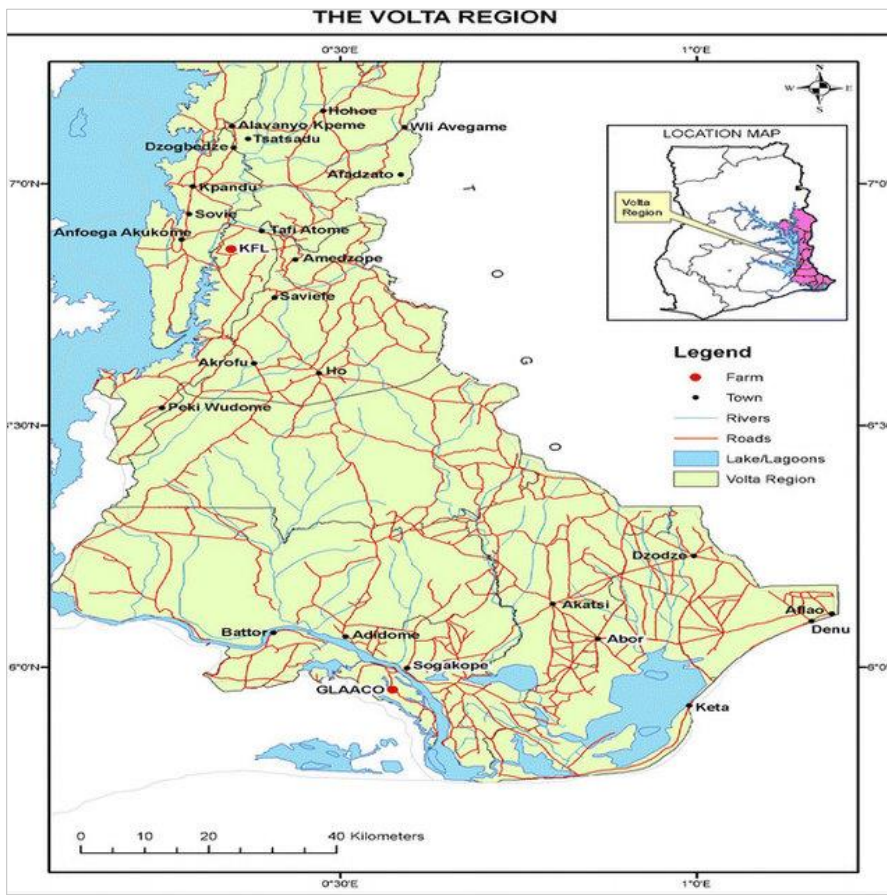 THE VOLTA REGION
0°30'E
1°0'E
N
W
E
S
LOCATION MAP
Volta
Region
Hohoe
Alavanyo Kpeme
Wli Avegame
Tsatsadu
Dzogbedze
7°0'N
7°0'N
Afadzato
Kpandu
T
Sovie
Tafi Atome
Anfoega Akukome
KFL
Amedzope
O
Saviefe
Legend
Farm
Town
Rivers
Roads
Lake/Lagoons
Volta Region
G
Akrofu
Ho
Peki Wudome
6°30'N
6°30'N
O
Dzodze
Akatsi
Aflao
Denu
Battor
Adidome
Abor
6°0'N
6°0'N
Sogakope
GLAACO
Keta
0 10 20 40 Kilometers
0°30'E
1°0'E